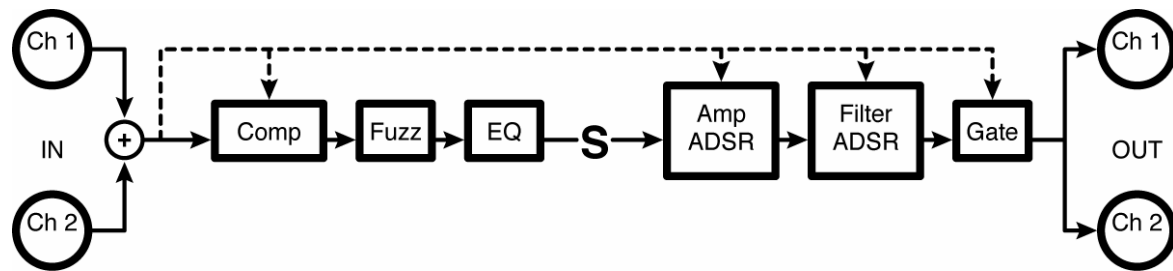 Ch 1
IN
Ch 2
+
Comp
Fuzz
EQ
S
Amp
ADSR
Filter
ADSR
Gate
Ch 1
OUT
Ch 2